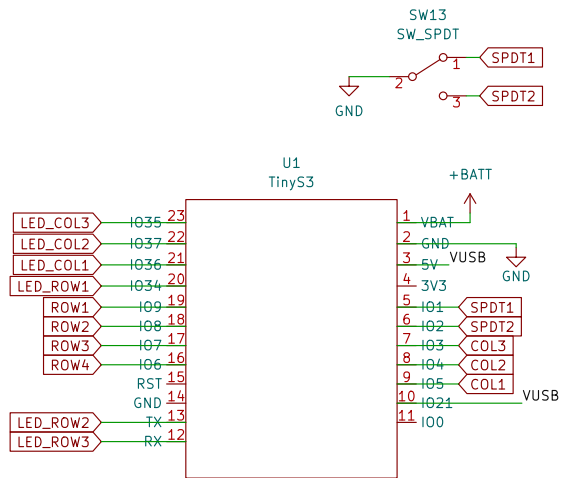 SW13
SW_SPDT
1 SPDT1
2
3 SPDT2
GND
U1
TinyS3
+BATT
LED_COL3 IO35 23
1 VBAT
LED_COL2 IO37 22
2 GND
LED_COL1 IO36 21
3 5V VUSB
GND
LED_ROW1 IO34 20
4 3V3
ROW1 IO9 19
5 IO1 SPDT1
ROW2 IO8 18
6 IO2 SPDT2
ROW3 IO7 17
7 IO3 COL3
ROW4 IO6 16
8 IO4 COL2
RST 15
9 IO5 COL1
GND 14
10 IO21 VUSB
LED_ROW2 TX 13
11 IO0
LED_ROW3 RX 12